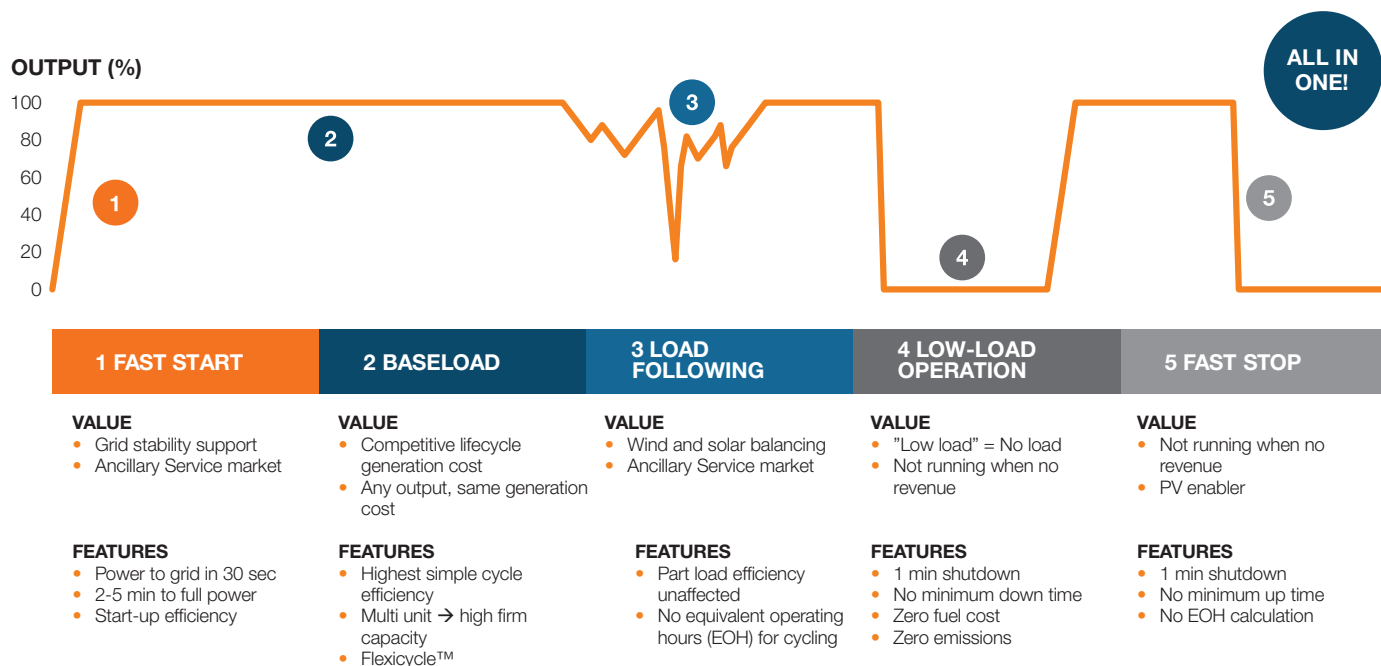 OUTPUT (%)
ALL IN
ONE!
100
80
60
40
20
0
1
2
3
4
5
1 FAST START
2 BASELOAD
3 LOAD
FOLLOWING
4 LOW-LOAD
OPERATION
5 FAST STOP
VALUE
• Grid stability support
• Ancillary Service market
FEATURES
• Power to grid in 30 sec
• 2-5 min to full power
• Start-up efficiency
VALUE
• Competitive lifecycle
generation cost
• Any output, same generation
cost
FEATURES
• Highest simple cycle
efficiency
• Multi unit → high firm
capacity
• Flexicycle™
VALUE
• Wind and solar balancing
• Ancillary Service market
FEATURES
• Part load efficiency
unaffected
• No equivalent operating
hours (EOH) for cycling
VALUE
• ”Low load” = No load
• Not running when no
revenue
FEATURES
• 1 min shutdown
• No minimum down time
• Zero fuel cost
• Zero emissions
VALUE
• Not running when no
revenue
• PV enabler
FEATURES
• 1 min shutdown
• No minimum up time
• No EOH calculation